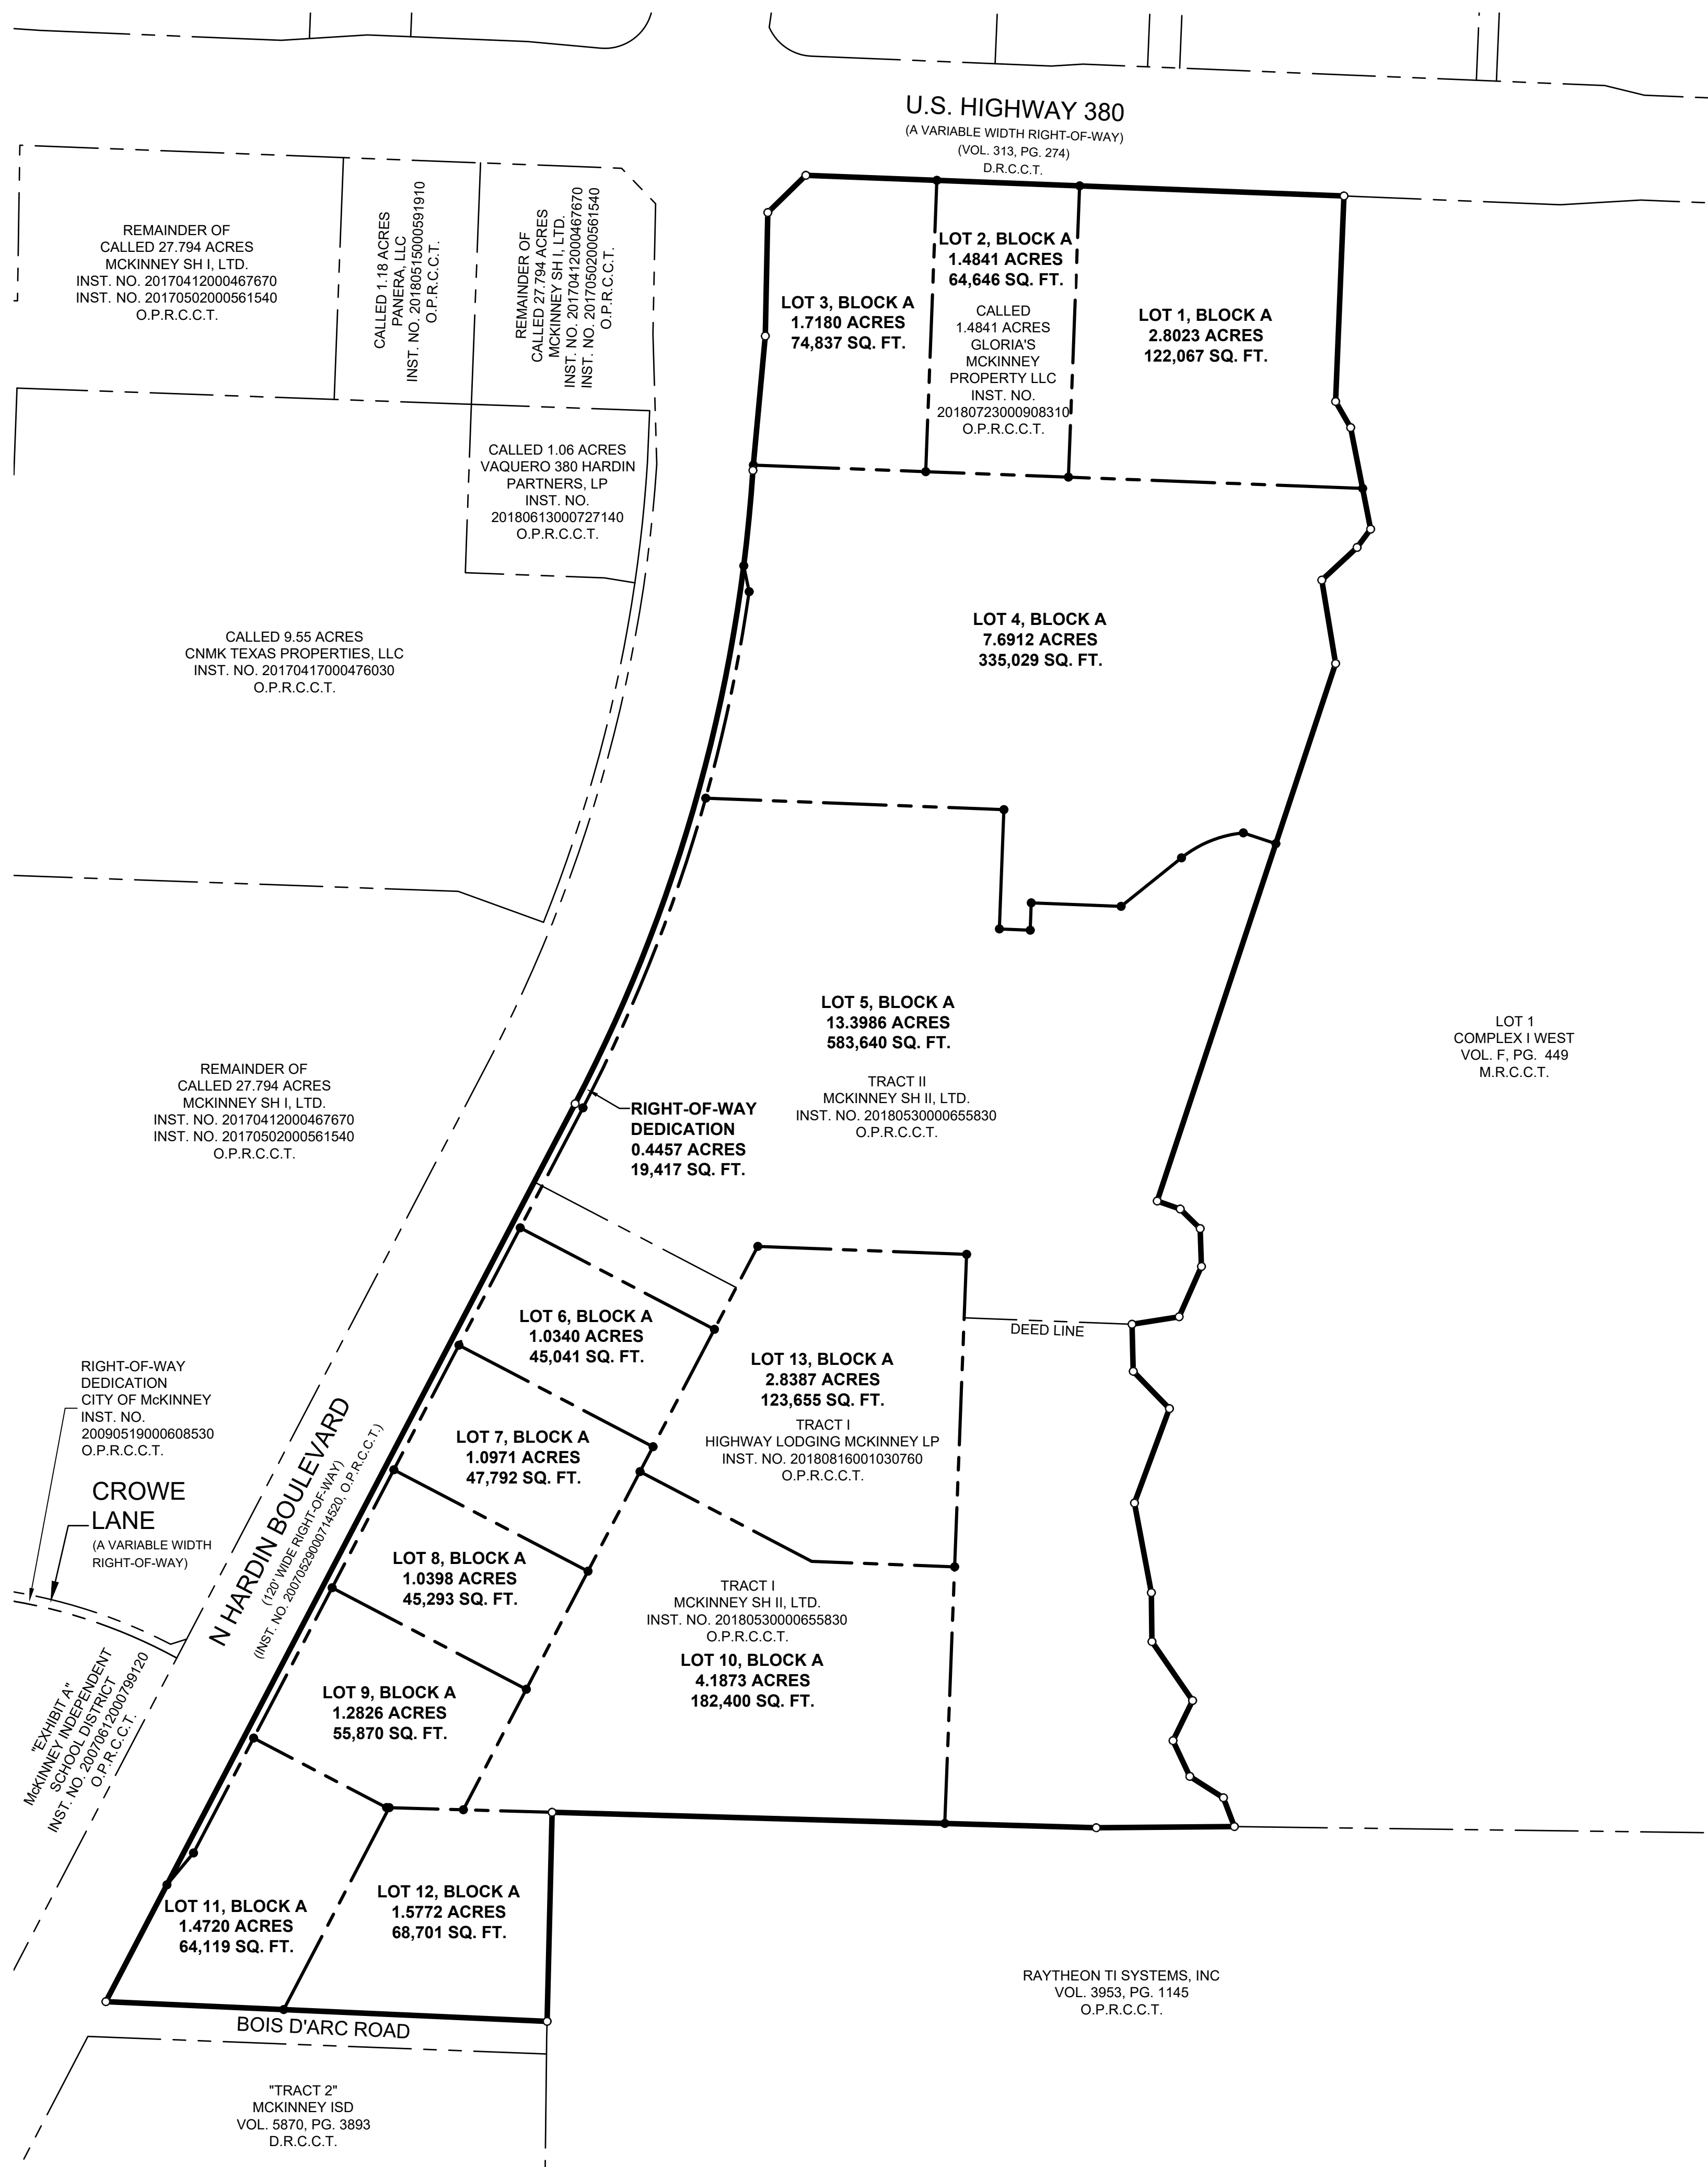 U.S. HIGHWAY 380
(A VARIABLE WIDTH RIGHT-OF-WAY)
(VOL. 313, PG. 274)
D.R.C.C.T.
REMAINDER OF
CALLED 27.794 ACRES
MCKINNEY SH I, LTD.
INST. NO. 20170412000467670
INST. NO. 20170502000561540
O.P.R.C.C.T.
CALLED 1.18 ACRES
PANERA, LLC
INST. NO. 20180515000591910
O.P.R.C.C.T.
REMAINDER OF
CALLED 27.794 ACRES
MCKINNEY SH I, LTD.
INST. NO. 20170412000467670
INST. NO. 20170502000561540
O.P.R.C.C.T.
LOT 3, BLOCK A
1.7180 ACRES
74,837 SQ. FT.
LOT 2, BLOCK A
1.4841 ACRES
64,646 SQ. FT.
CALLED
1.4841 ACRES
GLORIA'S
MCKINNEY
PROPERTY LLC
INST. NO.
20180723000908310
O.P.R.C.C.T.
LOT 1, BLOCK A
2.8023 ACRES
122,067 SQ. FT.
CALLED 1.06 ACRES
VAQUERO 380 HARDIN
PARTNERS, LP
INST. NO.
20180613000727140
O.P.R.C.C.T.
CALLED 9.55 ACRES
CNMK TEXAS PROPERTIES, LLC
INST. NO. 20170417000476030
O.P.R.C.C.T.
LOT 4, BLOCK A
7.6912 ACRES
335,029 SQ. FT.
LOT 5, BLOCK A
13.3986 ACRES
583,640 SQ. FT.
TRACT II
MCKINNEY SH II, LTD.
INST. NO. 20180530000655830
O.P.R.C.C.T.
LOT 1
COMPLEX I WEST
VOL. F, PG. 449
M.R.C.C.T.
REMAINDER OF
CALLED 27.794 ACRES
MCKINNEY SH I, LTD.
INST. NO. 20170412000467670
INST. NO. 20170502000561540
O.P.R.C.C.T.
RIGHT-OF-WAY
DEDICATION
0.4457 ACRES
19,417 SQ. FT.
DEED LINE
LOT 6, BLOCK A
1.0340 ACRES
45,041 SQ. FT.
LOT 13, BLOCK A
2.8387 ACRES
123,655 SQ. FT.
TRACT I
HIGHWAY LODGING MCKINNEY LP
INST. NO. 20180816001030760
O.P.R.C.C.T.
LOT 7, BLOCK A
1.0971 ACRES
47,792 SQ. FT.
RIGHT-OF-WAY
DEDICATION
CITY OF McKINNEY
INST. NO.
20090519000608530
O.P.R.C.C.T.
CROWE
LANE
(A VARIABLE WIDTH
RIGHT-OF-WAY)
N HARDIN BOULEVARD
(120' WIDE RIGHT-OF-WAY)
(INST. NO. 20070529000714520, O.P.R.C.C.T.)
LOT 8, BLOCK A
1.0398 ACRES
45,293 SQ. FT.
TRACT I
MCKINNEY SH II, LTD.
INST. NO. 20180530000655830
O.P.R.C.C.T.
LOT 10, BLOCK A
4.1873 ACRES
182,400 SQ. FT.
LOT 9, BLOCK A
1.2826 ACRES
55,870 SQ. FT.
"EXHIBIT A"
McKINNEY INDEPENDENT
SCHOOL DISTRICT
INST. NO. 20070612000799120
O.P.R.C.C.T.
LOT 11, BLOCK A
1.4720 ACRES
64,119 SQ. FT.
LOT 12, BLOCK A
1.5772 ACRES
68,701 SQ. FT.
RAYTHEON TI SYSTEMS, INC
VOL. 3953, PG. 1145
O.P.R.C.C.T.
BOIS D'ARC ROAD
"TRACT 2"
MCKINNEY ISD
VOL. 5870, PG. 3893
D.R.C.C.T.